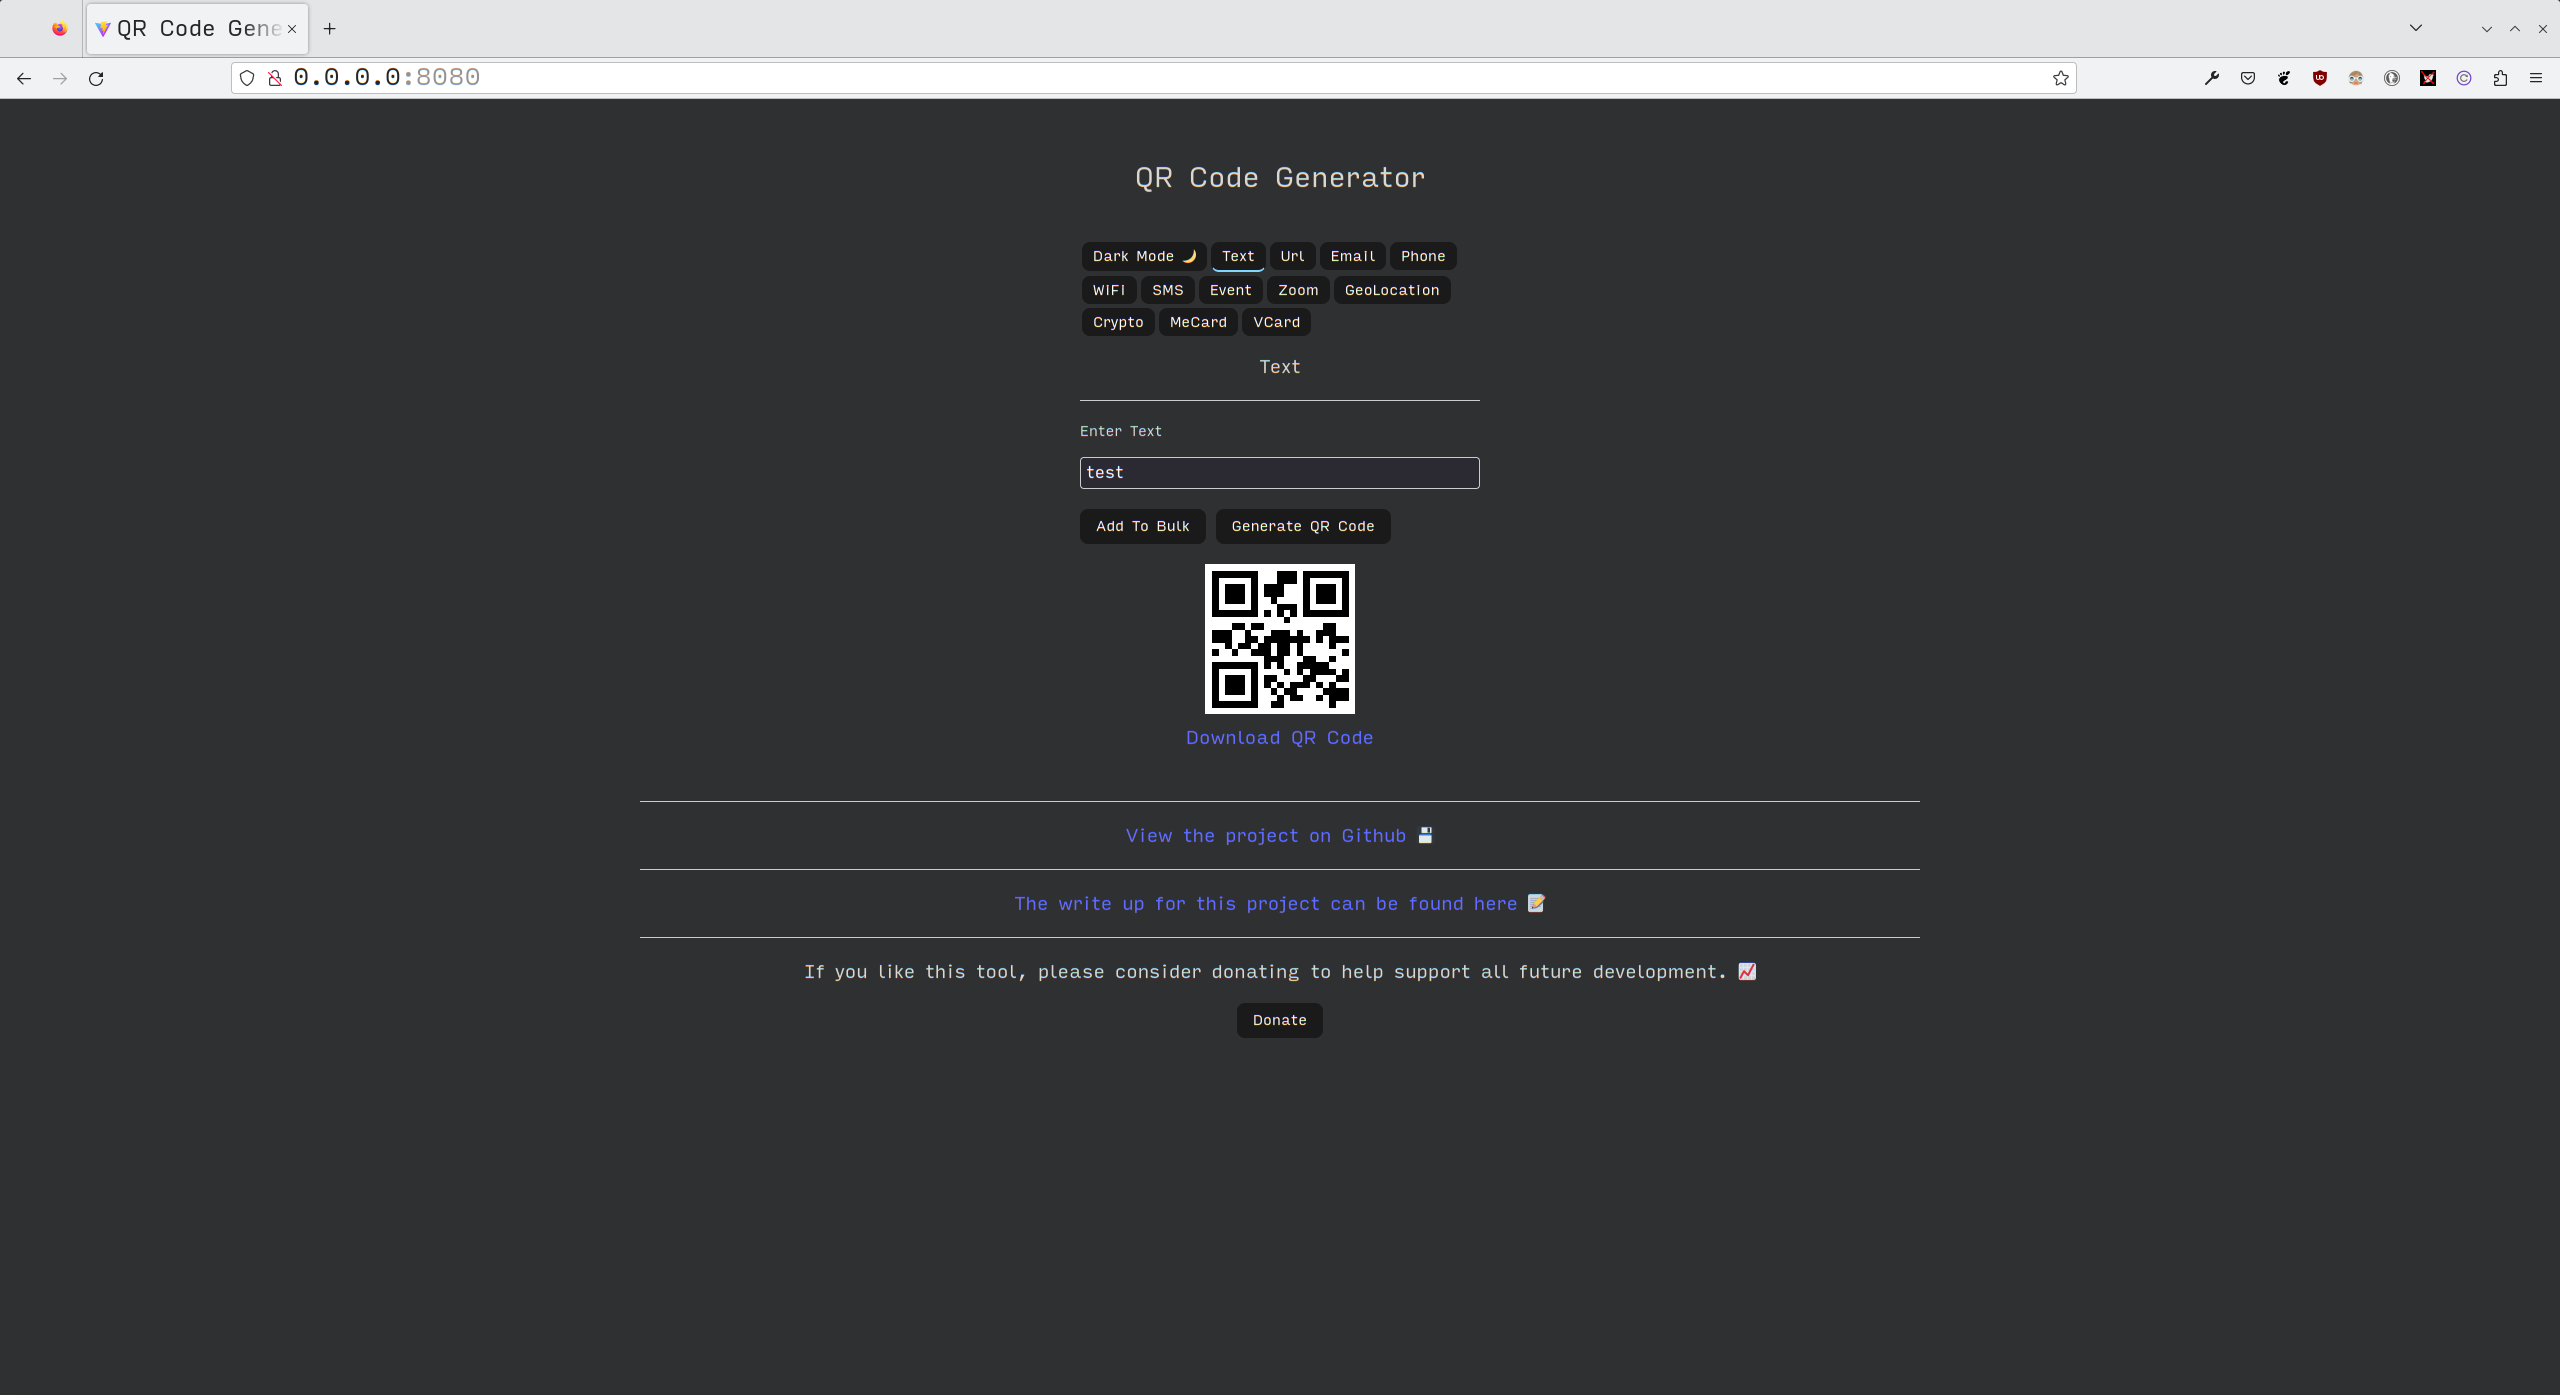 QR Code Gene
0.0.0.0:8080
QR Code Generator
Dark Mode 🌙 Text Url Email Phone
WiFi SMS Event Zoom GeoLocation
Crypto MeCard VCard
Text
Enter Text
test
Add To Bulk Generate QR Code
Download QR Code
View the project on Github 💾
The write up for this project can be found here 📝
If you like this tool, please consider donating to help support all future development. 📈
Donate